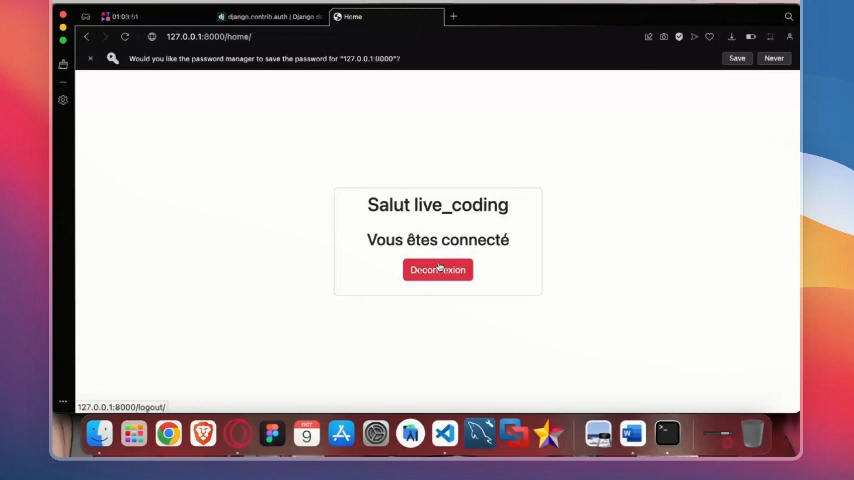 01:03:51
django.contrib.auth | Django d
Home
127.0.0.1:8000/home/
Would you like the password manager to save the password for "127.0.0.1:8000"?
Save
Never
Salut live_coding
Vous êtes connecté
Deconnexion
127.0.0.1:8000/logout/
OCT
9